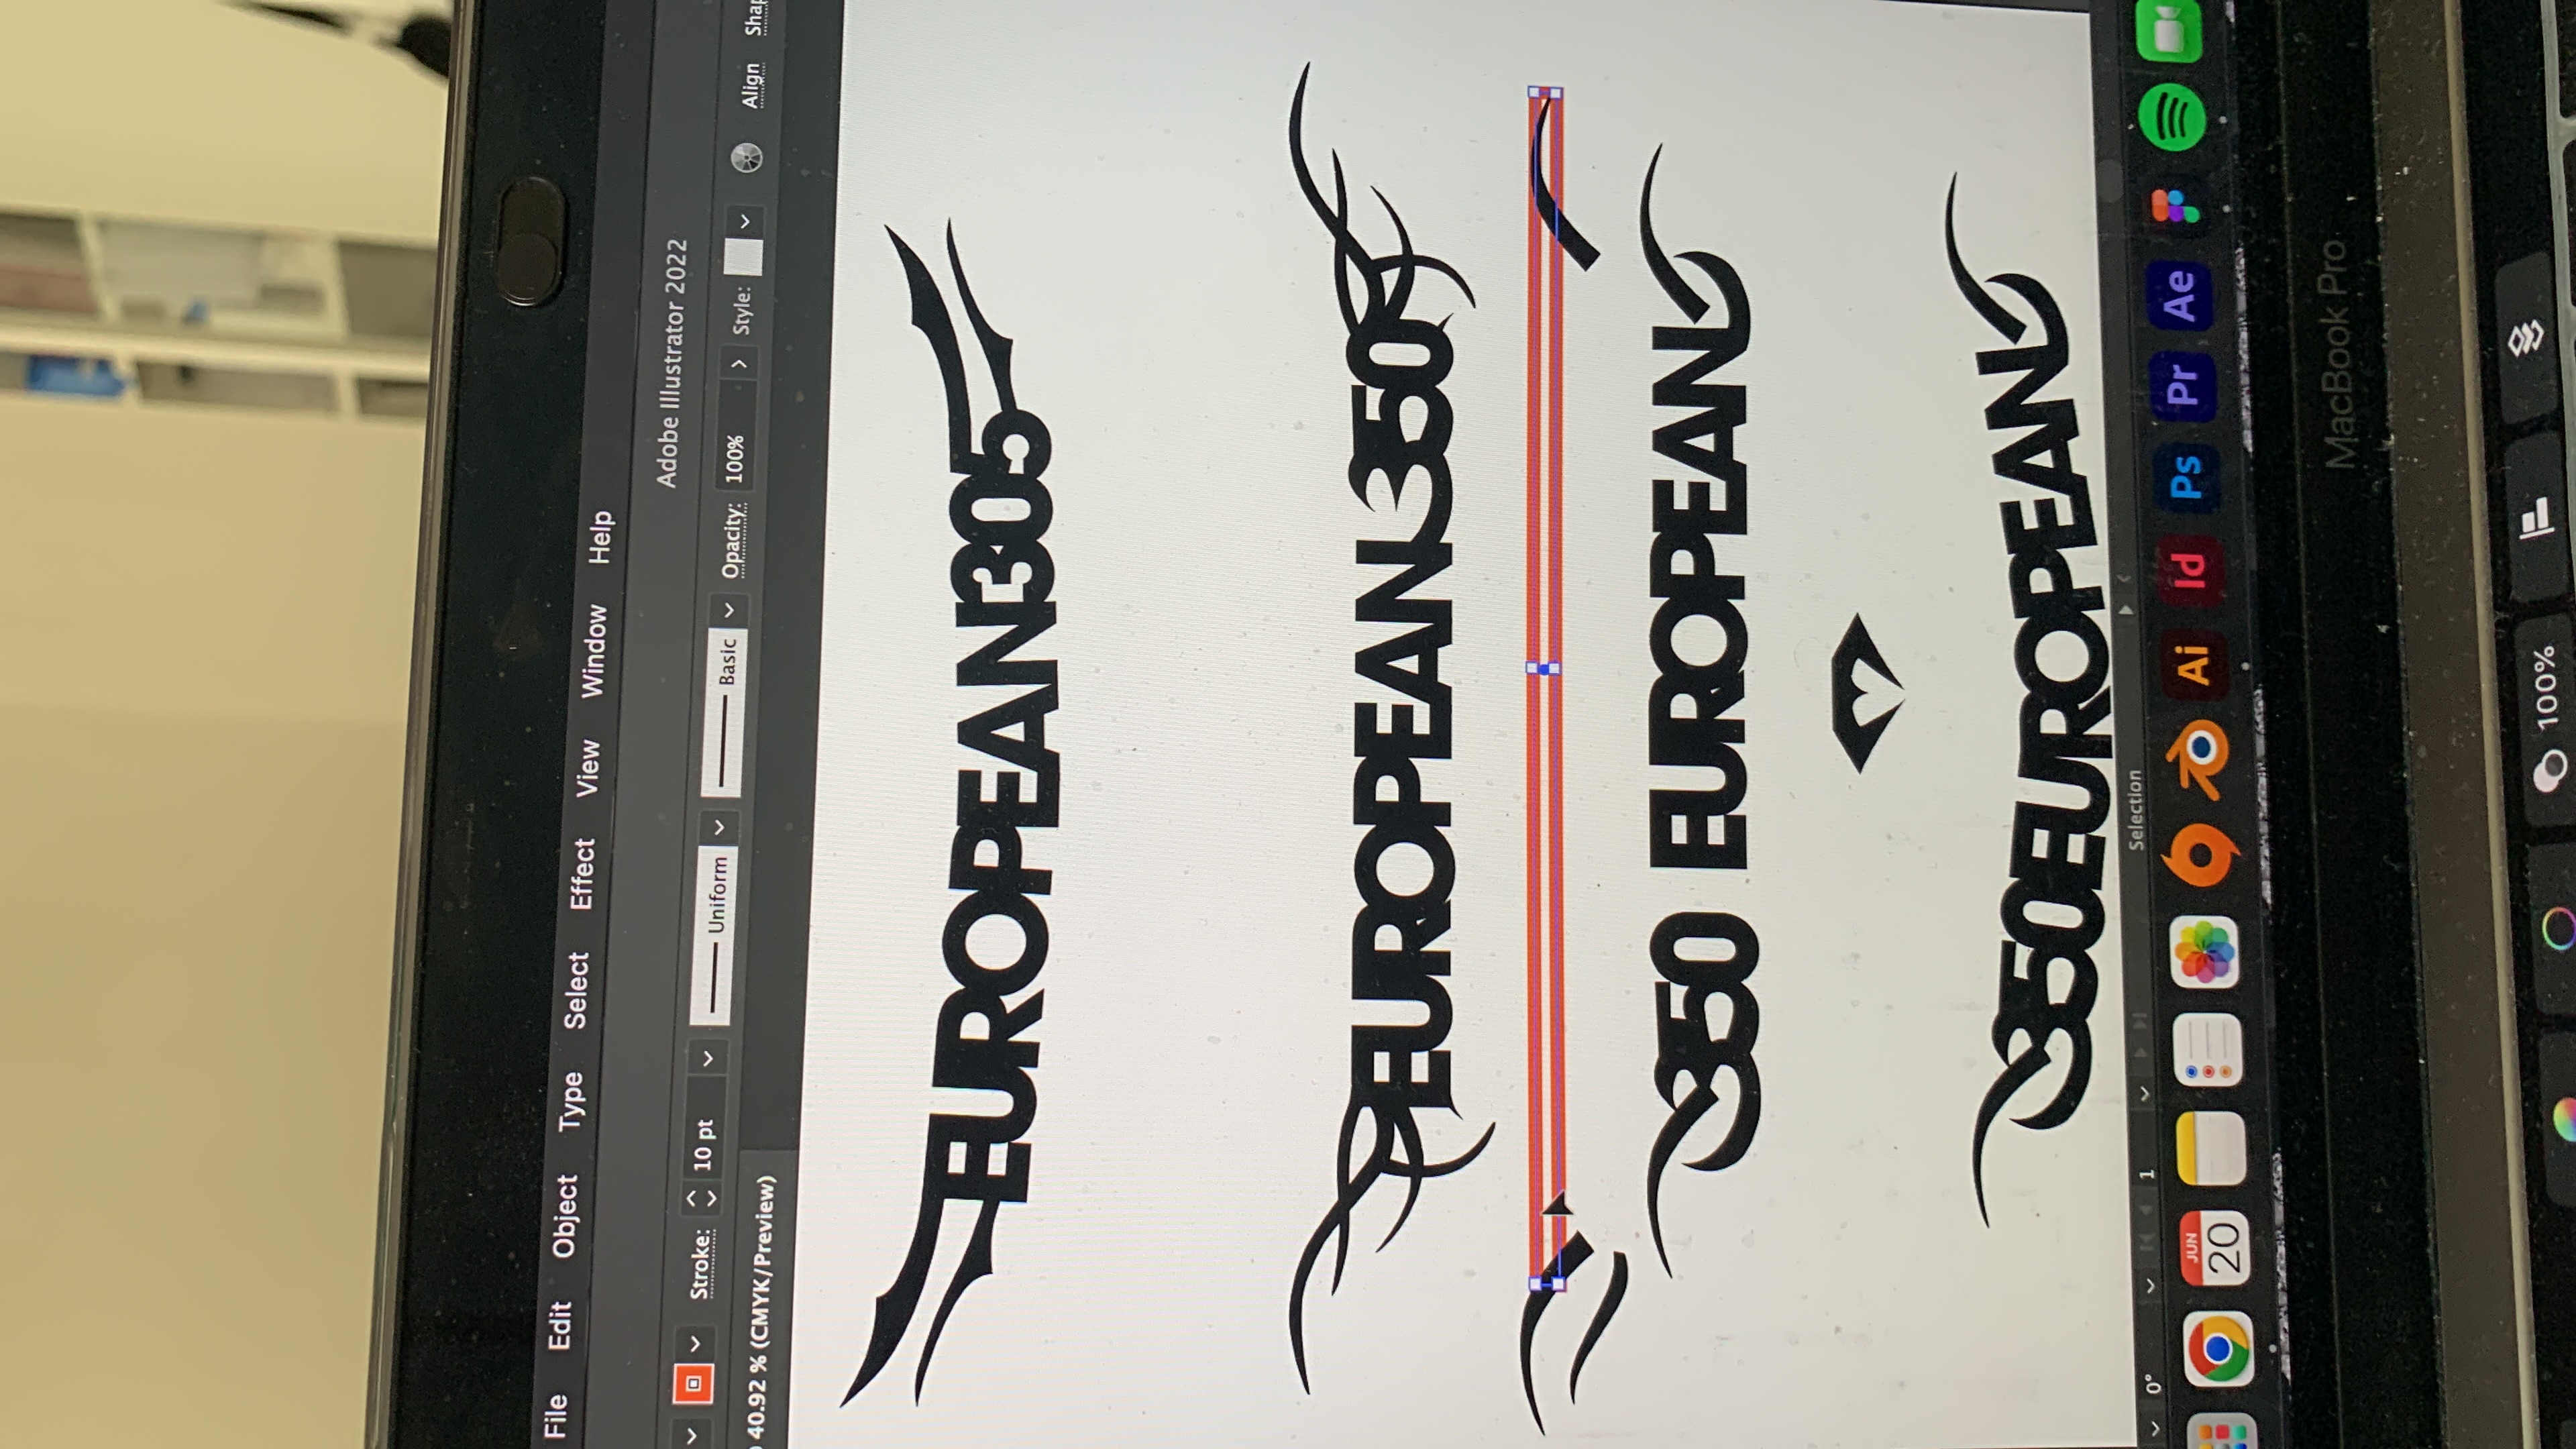 File Edit Object Type Select Effect View Window Help
Adobe Illustrator 2022
Stroke: 10 pt Uniform Basic Opacity: 100% Style: Align
40.92 % (CMYK/Preview)
EUROPEAN305
EUROPEAN350
350 EUROPEAN
350EUROPEAN
0° 1 Selection
JUN
20
Ai Id Ps Pr Ae
MacBook Pro
100%